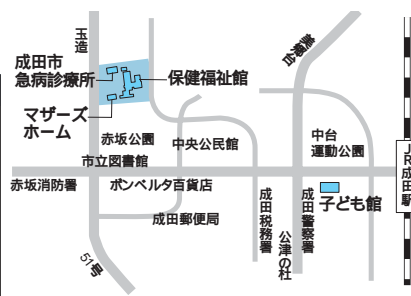 玉造
美郷台
成田市
急病診療所
保健福祉館
マザーズ
ホーム
赤坂公園
中央公民館
中台
運動公園
市立図書館
赤坂消防署
ボンベルタ百貨店
成田郵便局
成田税務署
公津の杜
成田警察署
子ども館
JR成田駅
51号